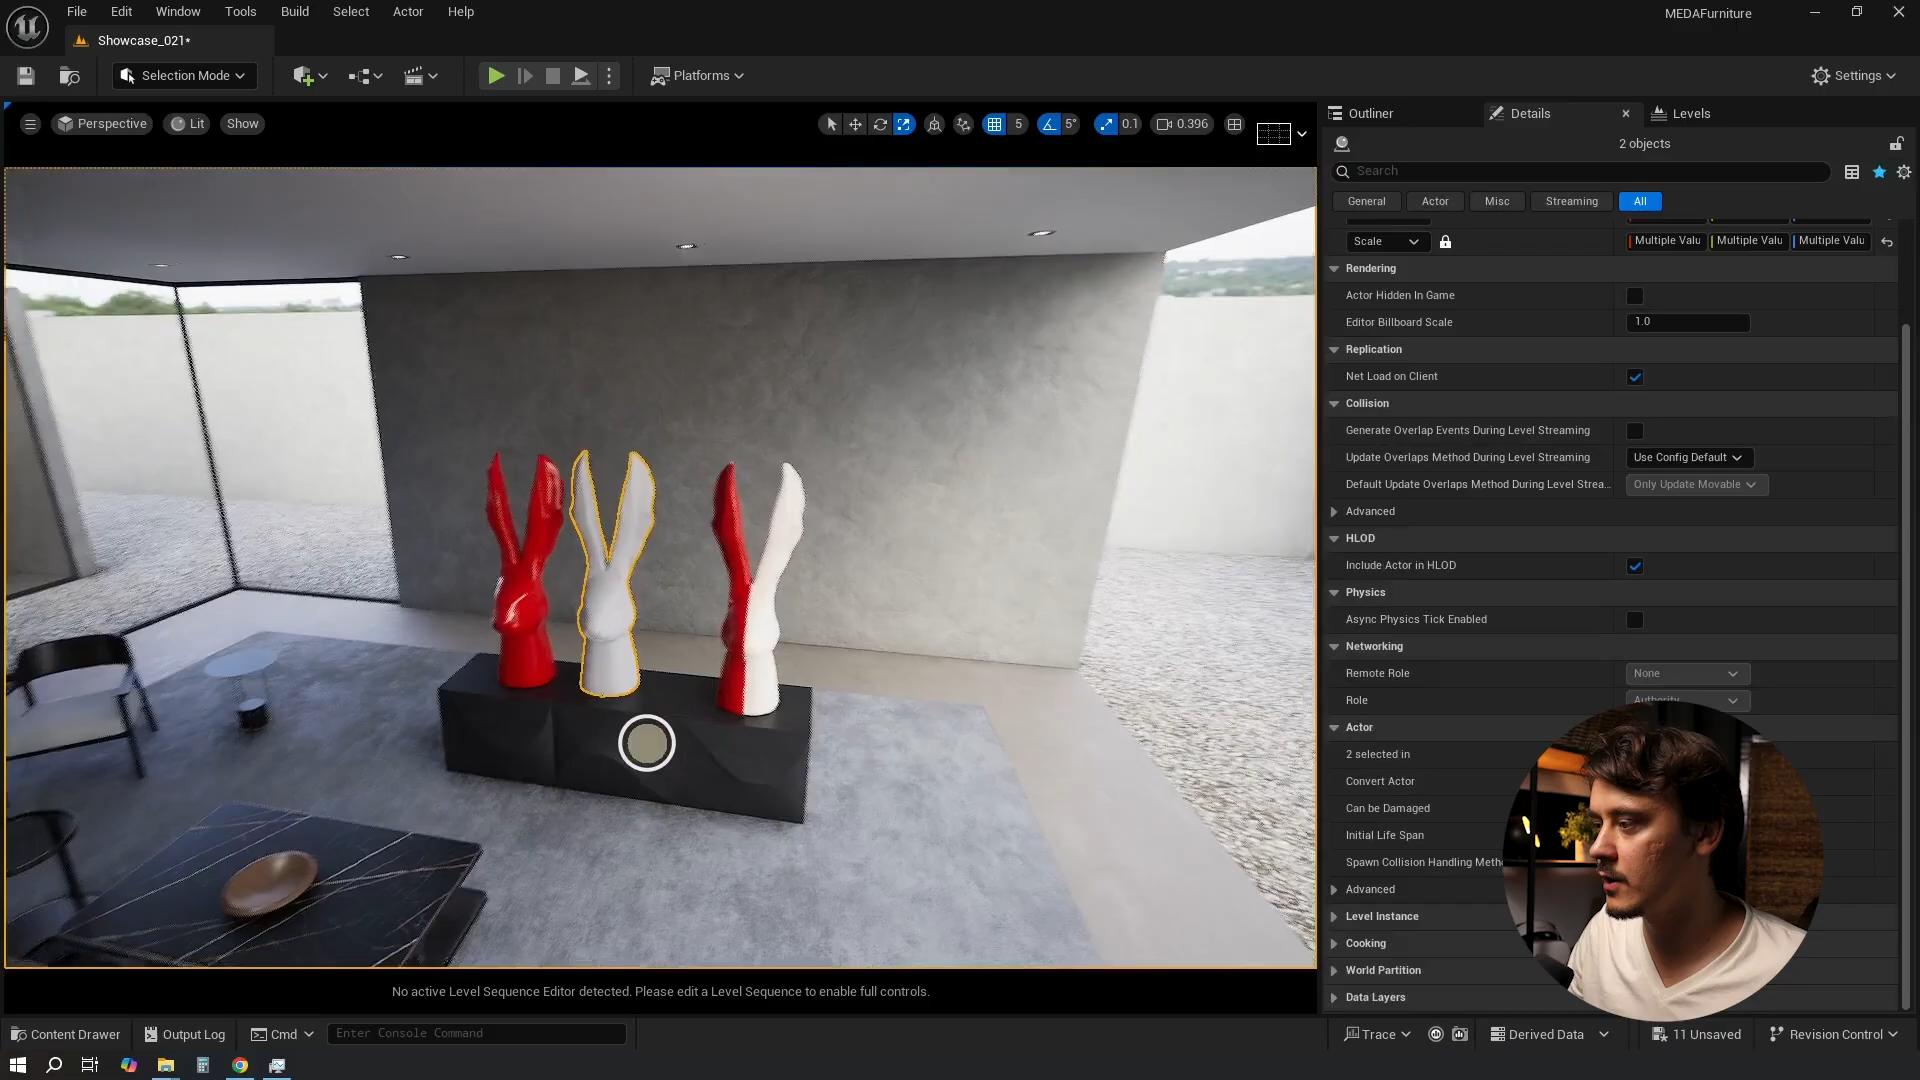 File Edit Window Tools Build Select Actor Help
MEDAFurniture
Showcase_021*
Selection Mode
Platforms
Settings
Perspective Lit Show
5 5° 0.1 0.396
Outliner Details Levels
2 objects
Search
General Actor Misc Streaming All
Scale Multiple Valu Multiple Valu Multiple Valu
Rendering
Actor Hidden In Game
Editor Billboard Scale 1.0
Replication
Net Load on Client
Collision
Generate Overlap Events During Level Streaming
Update Overlaps Method During Level Streaming Use Config Default
Default Update Overlaps Method During Level Strea... Only Update Movable
Advanced
HLOD
Include Actor in HLOD
Physics
Async Physics Tick Enabled
Networking
Remote Role None
Role Authority
Actor
2 selected in
Convert Actor
Can be Damaged
Initial Life Span
Spawn Collision Handling Meth
Advanced
Level Instance
Cooking
World Partition
Data Layers
No active Level Sequence Editor detected. Please edit a Level Sequence to enable full controls.
Content Drawer Output Log Cmd Enter Console Command Trace Derived Data 11 Unsaved Revision Control